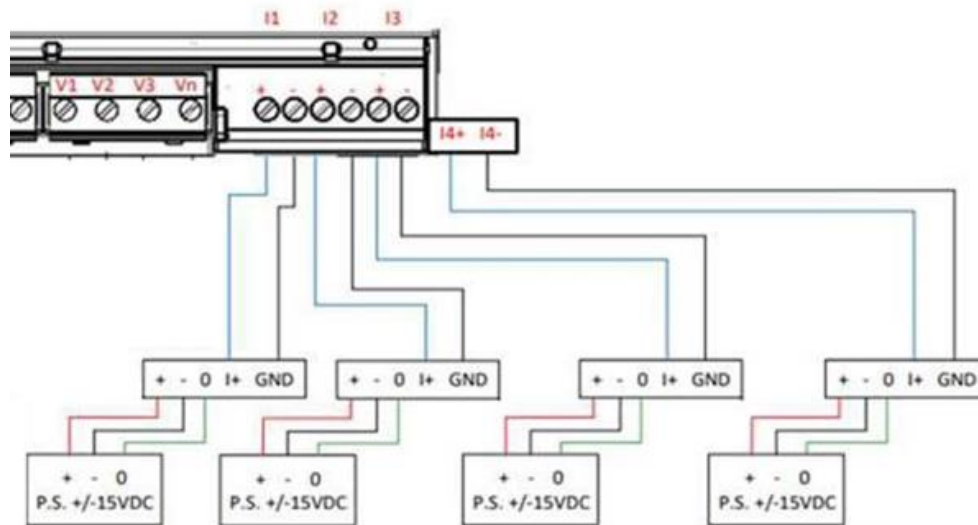 I1 I2 I3
V1 V2 V3 Vn
+ - + - + -
I4+ I4-
+ - 0 I+ GND
+ - 0 I+ GND
+ - 0 I+ GND
+ - 0 I+ GND
+ - 0
P.S. +/-15VDC
+ - 0
P.S. +/-15VDC
+ - 0
P.S. +/-15VDC
+ - 0
P.S. +/-15VDC